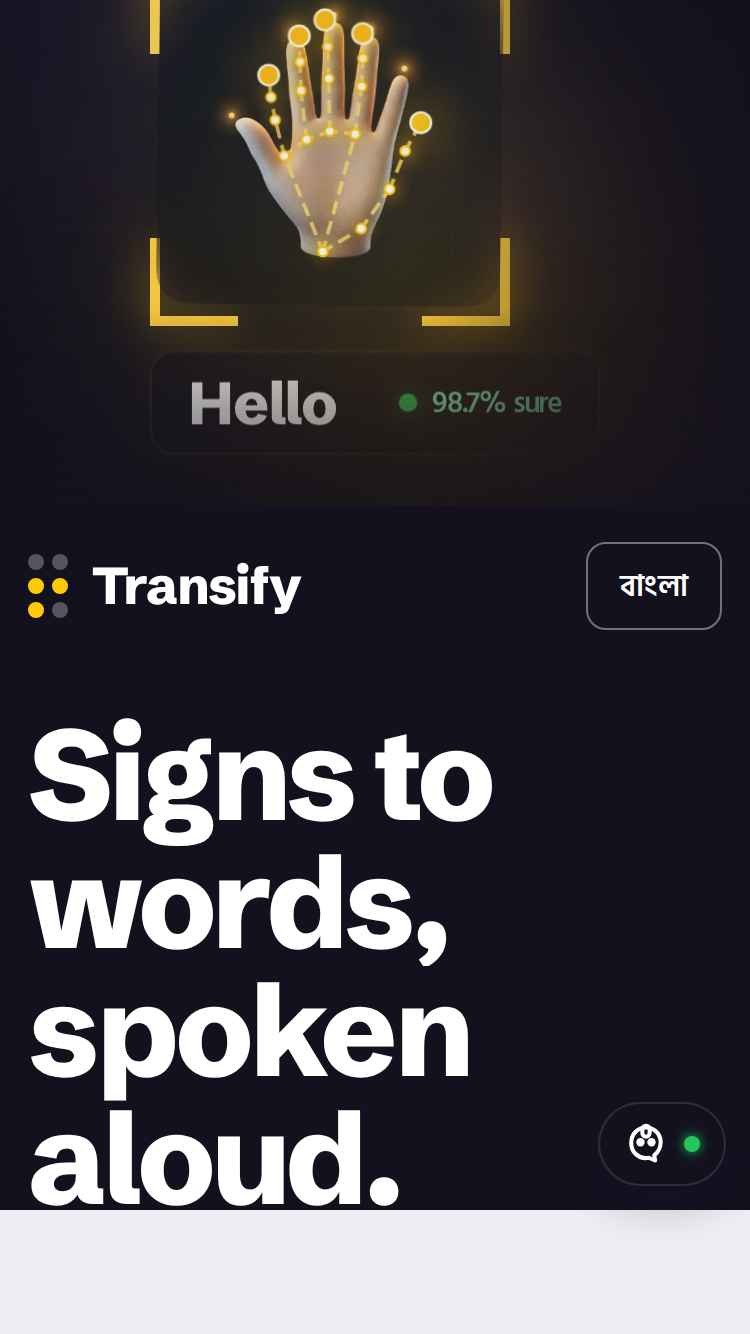 Hello
98.7% sure
Transify
বাংলা
Signs to
words,
spoken
aloud.